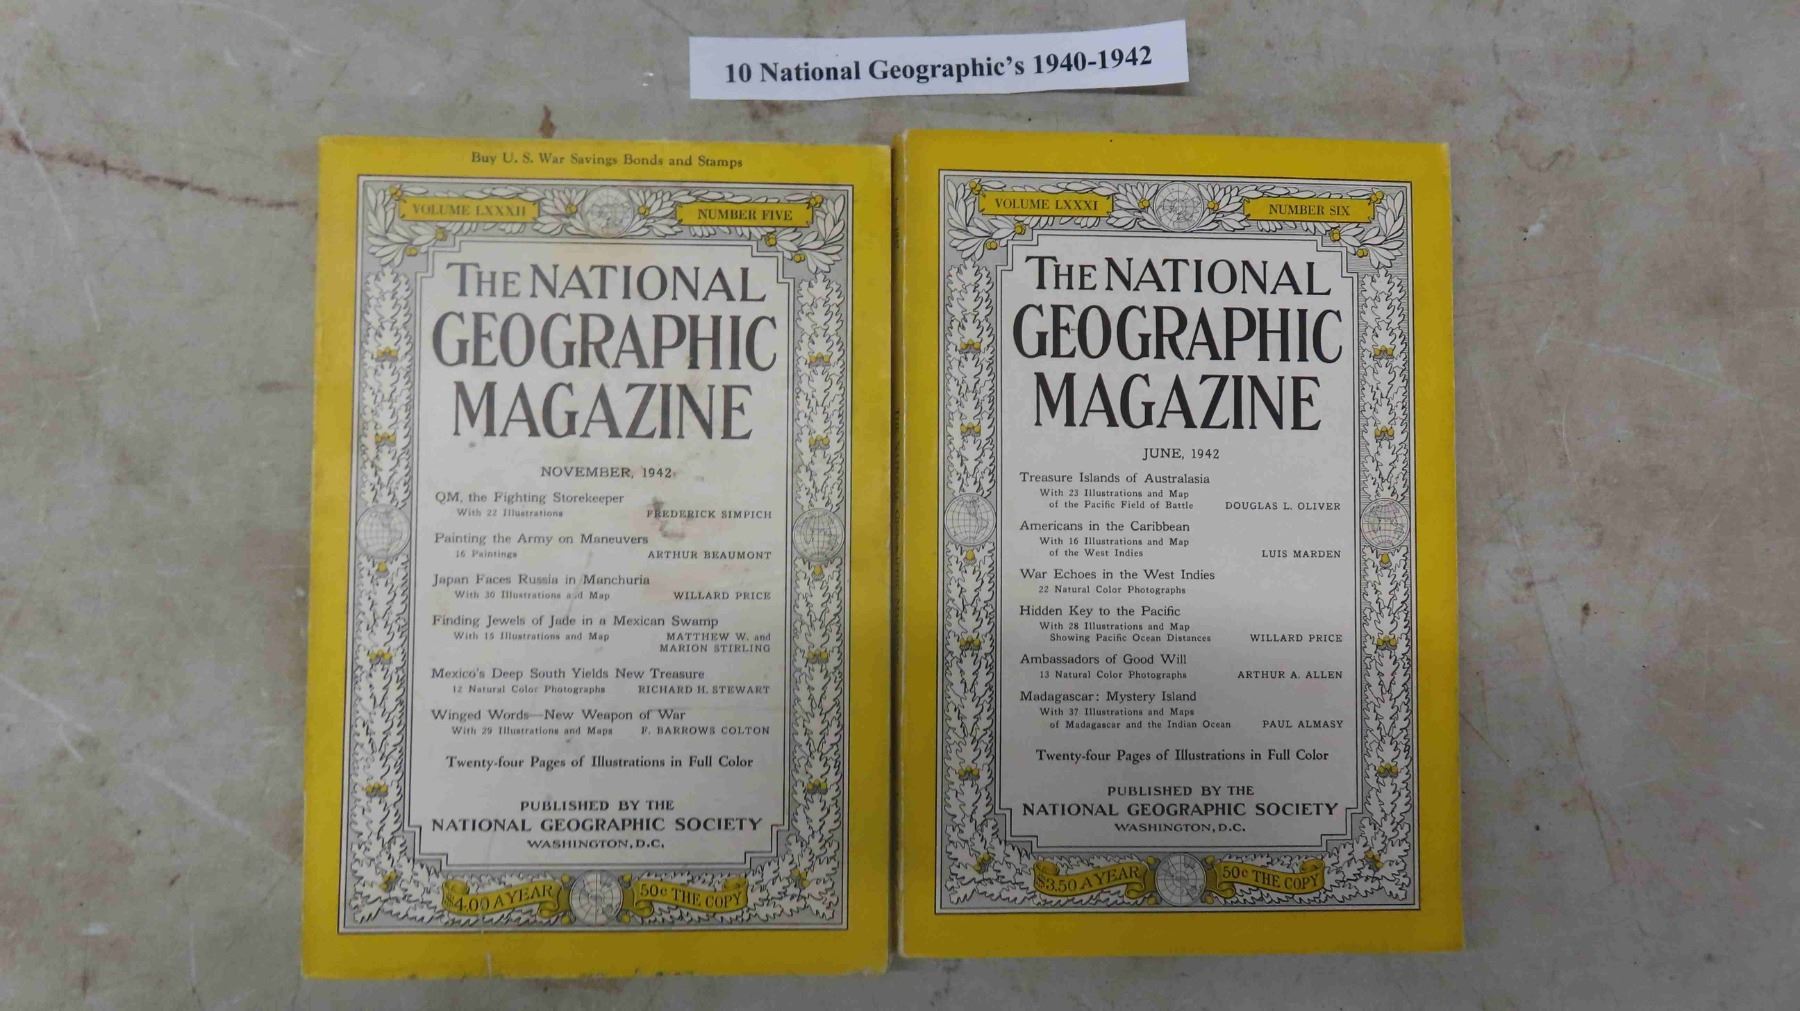 10 National Geographic's 1940-1942
Buy U. S. War Savings Bonds and Stamps
VOLUME LXXXII
NUMBER FIVE
THE NATIONAL
GEOGRAPHIC
MAGAZINE
NOVEMBER, 1942
QM, the Fighting Storekeeper
With 22 Illustrations FREDERICK SIMPICH
Painting the Army on Maneuvers
16 Paintings ARTHUR BEAUMONT
Japan Faces Russia in Manchuria
With 30 Illustrations and Map WILLARD PRICE
Finding Jewels of Jade in a Mexican Swamp
With 15 Illustrations and Map MATTHEW W. and
MARION STIRLING
Mexico's Deep South Yields New Treasure
12 Natural Color Photographs RICHARD H. STEWART
Winged Words—New Weapon of War
With 29 Illustrations and Maps F. BARROWS COLTON
Twenty-four Pages of Illustrations in Full Color
PUBLISHED BY THE
NATIONAL GEOGRAPHIC SOCIETY
WASHINGTON, D.C.
$4.00 A YEAR
50c THE COPY
VOLUME LXXXI
NUMBER SIX
THE NATIONAL
GEOGRAPHIC
MAGAZINE
JUNE, 1942
Treasure Islands of Australasia
With 23 Illustrations and Map
of the Pacific Field of Battle DOUGLAS L. OLIVER
Americans in the Caribbean
With 16 Illustrations and Map
of the West Indies LUIS MARDEN
War Echoes in the West Indies
22 Natural Color Photographs
Hidden Key to the Pacific
With 28 Illustrations and Map
Showing Pacific Ocean Distances WILLARD PRICE
Ambassadors of Good Will
13 Natural Color Photographs ARTHUR A. ALLEN
Madagascar: Mystery Island
With 37 Illustrations and Maps
of Madagascar and the Indian Ocean PAUL ALMASY
Twenty-four Pages of Illustrations in Full Color
PUBLISHED BY THE
NATIONAL GEOGRAPHIC SOCIETY
WASHINGTON, D.C.
$3.50 A YEAR
50c THE COPY